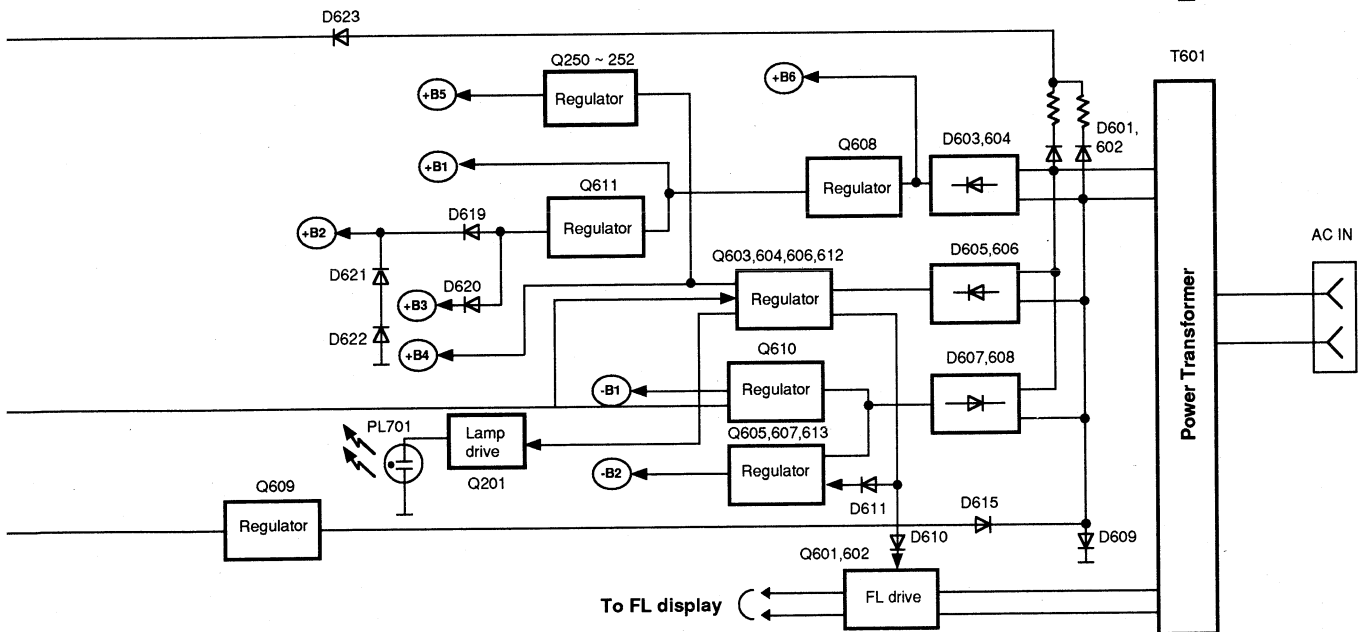 D623
T601
Q250 ~ 252
+B6
+B5
Regulator
D601,
602
D603,604
Q608
+B1
Regulator
Q611
D619
Regulator
+B2
AC IN
D605,606
Q603,604,606,612
D621
D620
+B3
Regulator
D622
+B4
Q610
D607,608
Power Transformer
-B1
Regulator
PL701
Lamp
drive
Q605,607,613
Q201
-B2
Regulator
Q609
D611
D615
Regulator
D610
D609
Q601,602
To FL display
FL drive